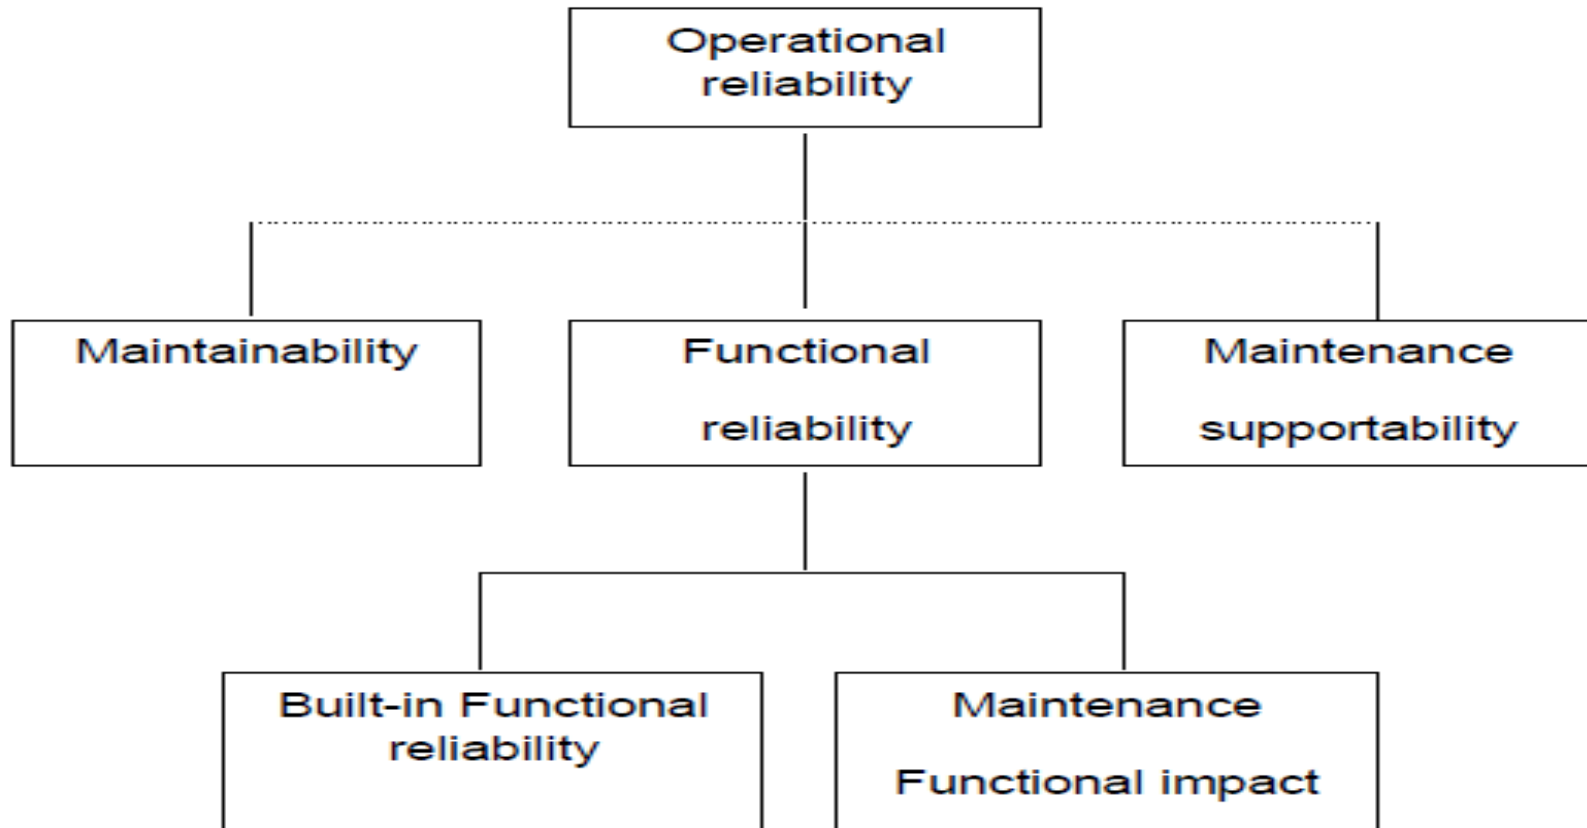 Operational
reliability
Maintainability
Functional
reliability
Maintenance
supportability
Built-in Functional
reliability
Maintenance
Functional impact